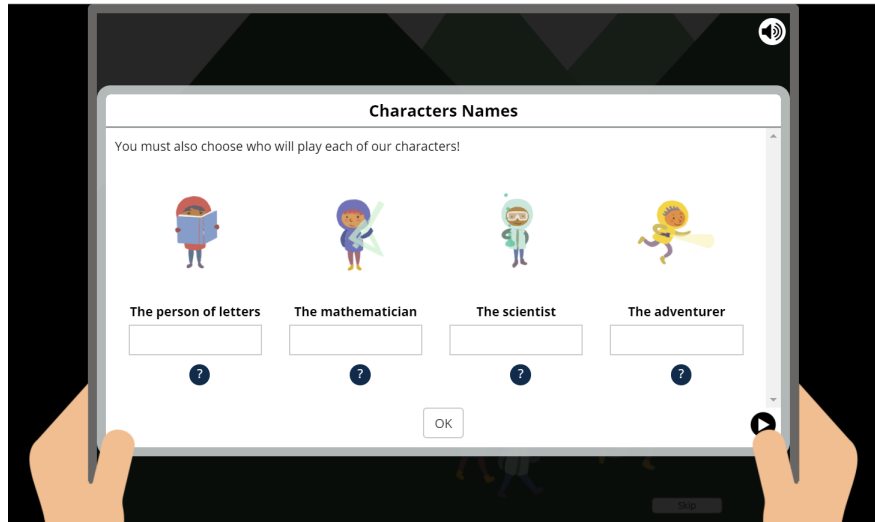 Characters Names
You must also choose who will play each of our characters!
The person of letters
The mathematician
The scientist
The adventurer
?
?
?
?
OK
Skip